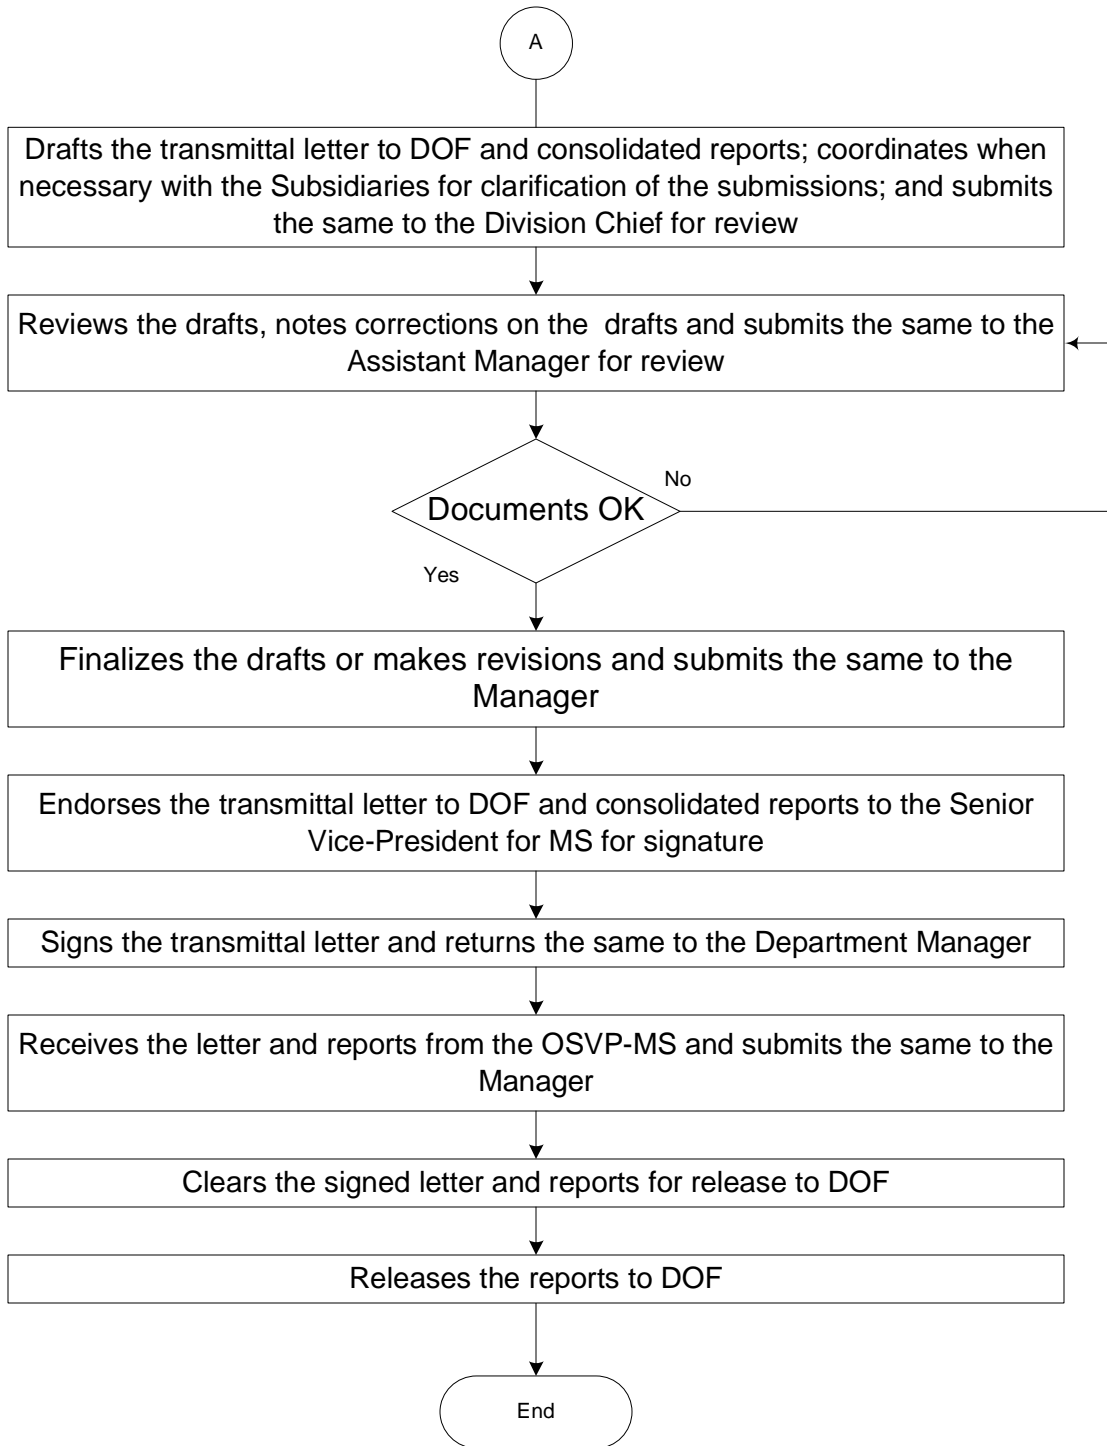 A
Drafts the transmittal letter to DOF and consolidated reports; coordinates when
necessary with the Subsidiaries for clarification of the submissions; and submits
the same to the Division Chief for review
Reviews the drafts, notes corrections on the drafts and submits the same to the
Assistant Manager for review
No
Documents OK
Yes
Finalizes the drafts or makes revisions and submits the same to the
Manager
Endorses the transmittal letter to DOF and consolidated reports to the Senior
Vice-President for MS for signature
Signs the transmittal letter and returns the same to the Department Manager
Receives the letter and reports from the OSVP-MS and submits the same to the
Manager
Clears the signed letter and reports for release to DOF
Releases the reports to DOF
End